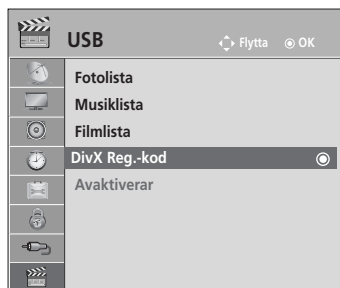 USB
Flytta OK
Fotolista
Musiklista
Filmlista
DivX Reg.-kod
Avaktiverar